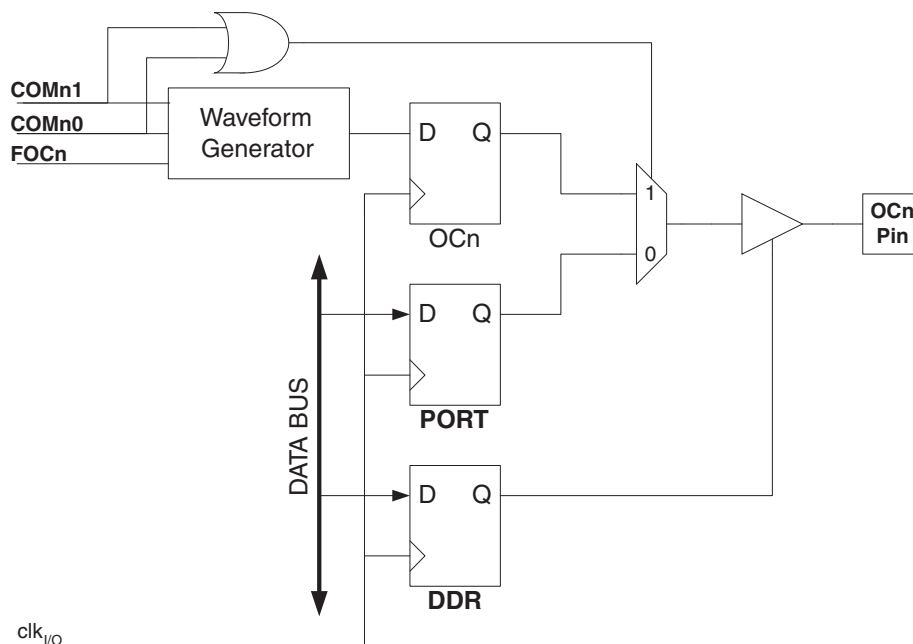 COMn1
COMn0
FOCn
Waveform
Generator
D Q
OCn
1
0
OCn
Pin
D Q
PORT
DATA BUS
D Q
DDR
clkI/O